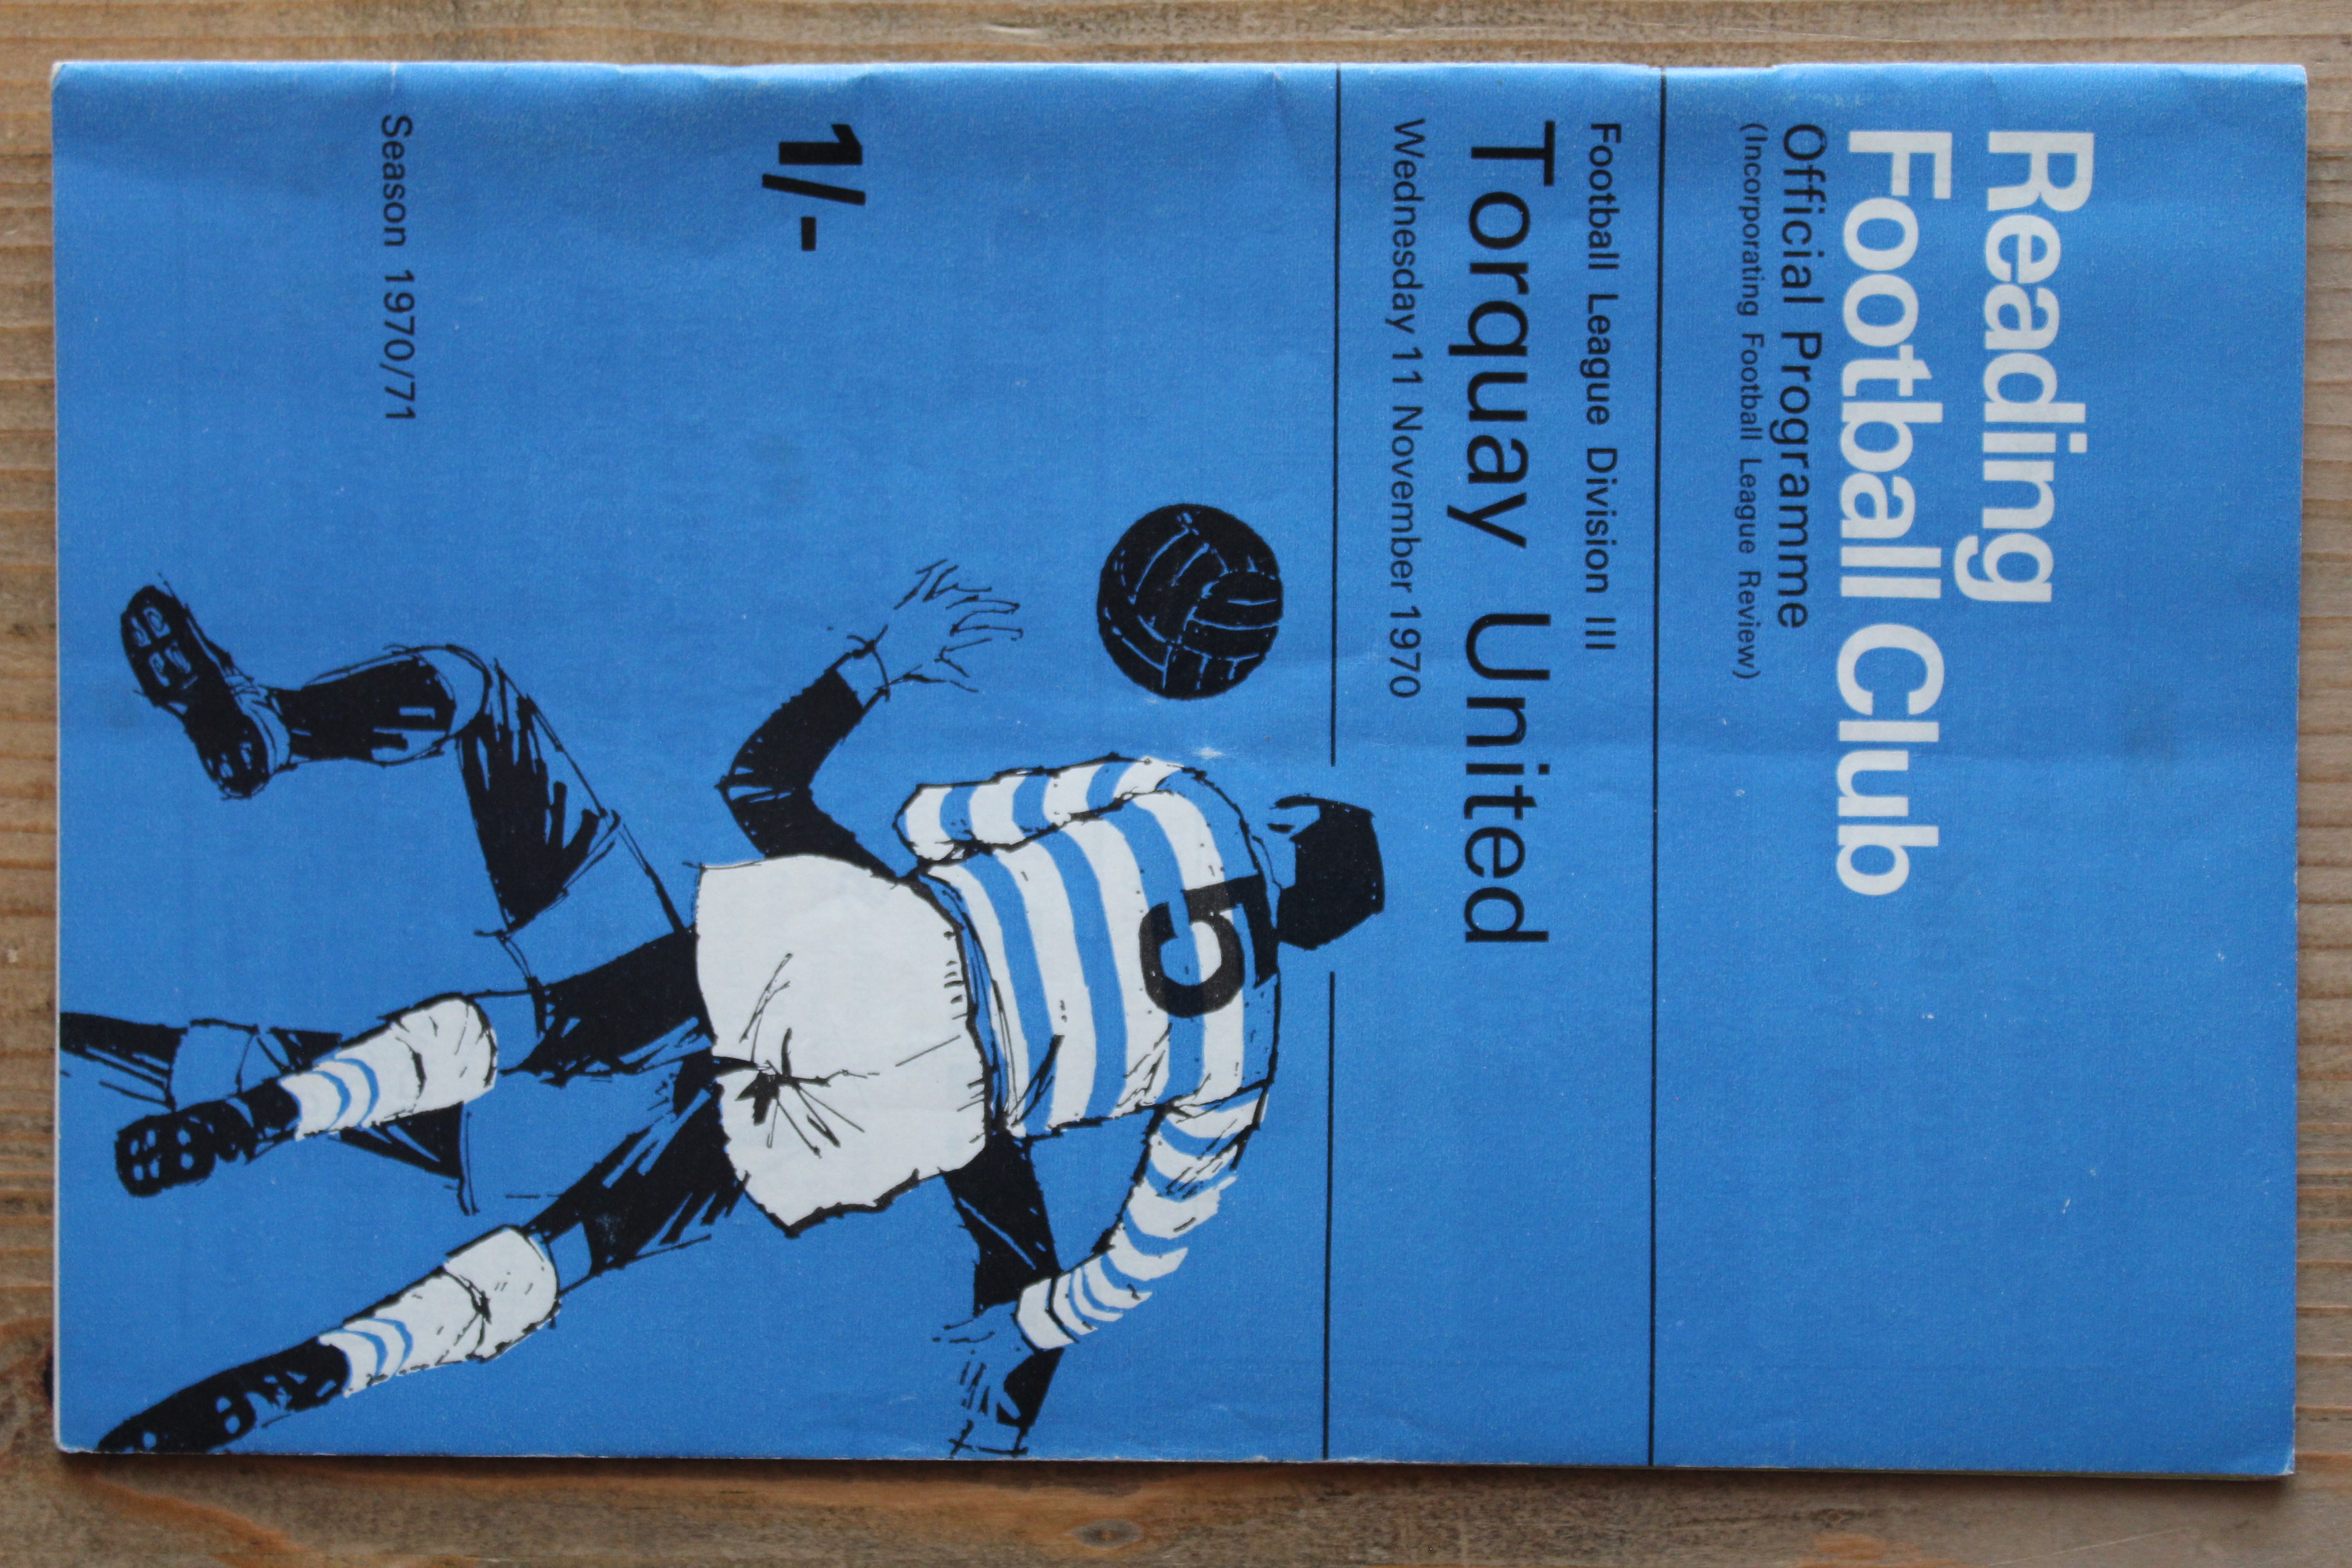 Reading
Football Club
Official Programme
(Incorporating Football League Review)
Football League Division III
Torquay United
Wednesday 11 November 1970
5
1/-
Season 1970/71